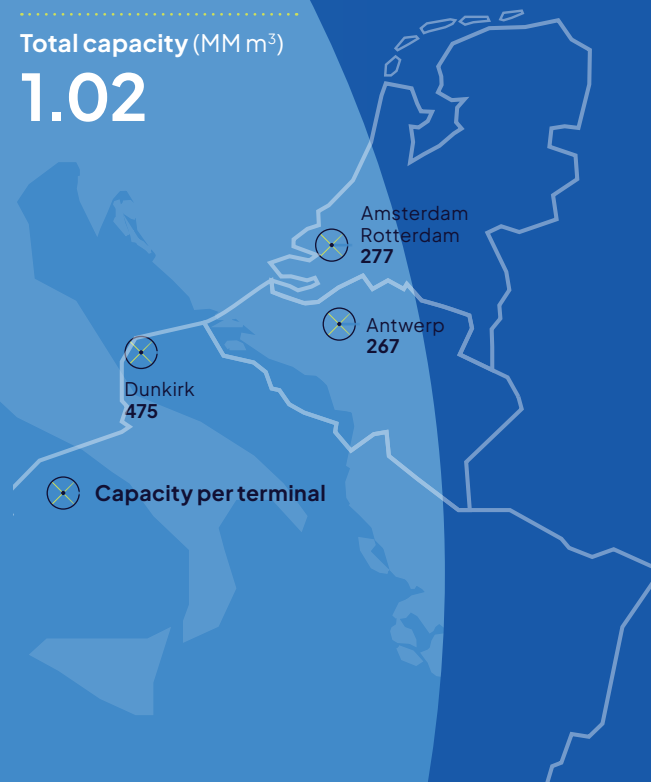 Total capacity (MM m³)
1.02
Amsterdam
Rotterdam
277
Antwerp
267
Dunkirk
475
Capacity per terminal